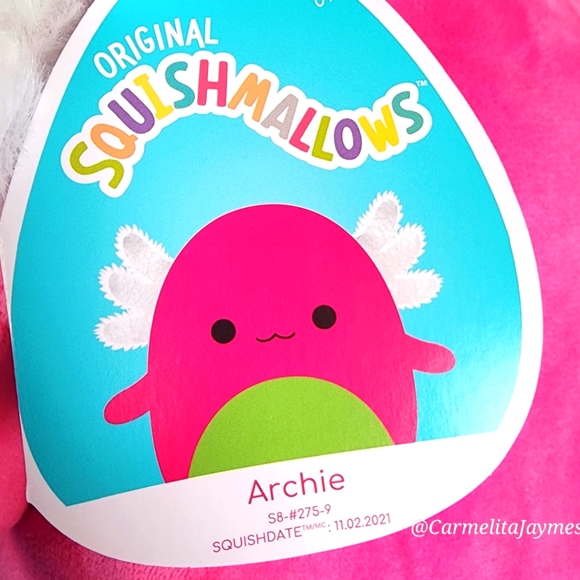 ORIGINAL
SQUISHMALLOWS™
Archie
S8-#275-9
SQUISHDATE™/MC: 11.02.2021
@CarmelitaJaymes